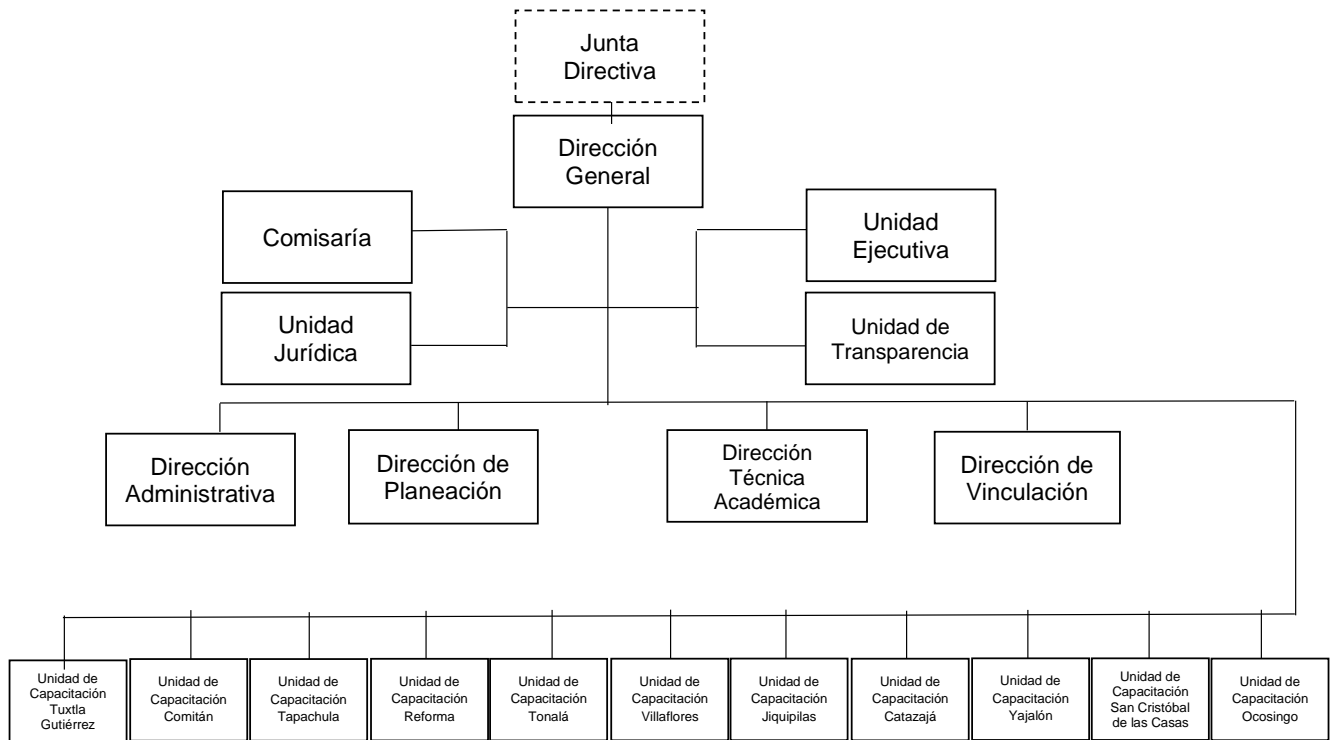 Junta
Directiva
Dirección
General
Comisaría
Unidad
Ejecutiva
Unidad
Jurídica
Unidad de
Transparencia
Dirección
Administrativa
Dirección de
Planeación
Dirección
Técnica
Académica
Dirección de
Vinculación
Unidad de
Capacitación
Tuxtla
Gutiérrez
Unidad de
Capacitación
Comitán
Unidad de
Capacitación
Tapachula
Unidad de
Capacitación
Reforma
Unidad de
Capacitación
Tonalá
Unidad de
Capacitación
Villaflores
Unidad de
Capacitación
Jiquipilas
Unidad de
Capacitación
Catazajá
Unidad de
Capacitación
Yajalón
Unidad de
Capacitación
San Cristóbal
de las Casas
Unidad de
Capacitación
Ocosingo